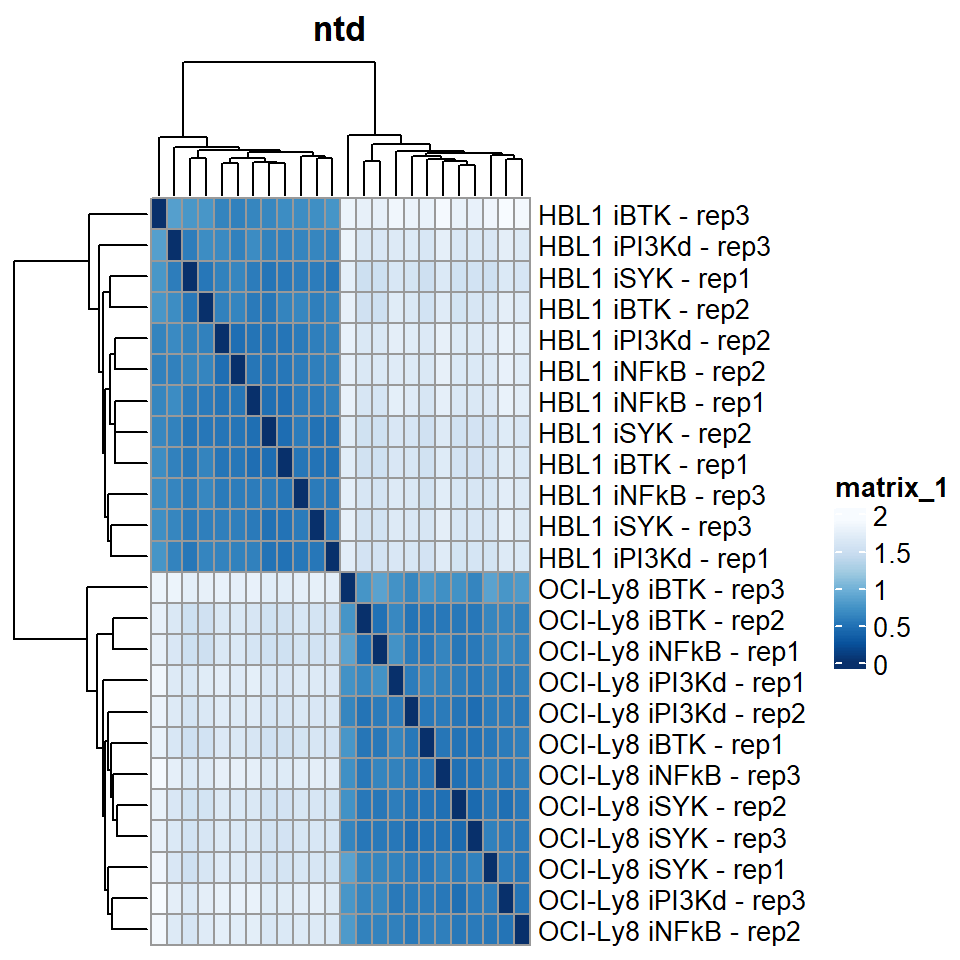 ntd
HBL1 iBTK - rep3
HBL1 iPI3Kd - rep3
HBL1 iSYK - rep1
HBL1 iBTK - rep2
HBL1 iPI3Kd - rep2
HBL1 iNFkB - rep2
HBL1 iNFkB - rep1
HBL1 iSYK - rep2
HBL1 iBTK - rep1
HBL1 iNFkB - rep3
HBL1 iSYK - rep3
HBL1 iPI3Kd - rep1
OCI-Ly8 iBTK - rep3
OCI-Ly8 iBTK - rep2
OCI-Ly8 iNFkB - rep1
OCI-Ly8 iPI3Kd - rep1
OCI-Ly8 iPI3Kd - rep2
OCI-Ly8 iBTK - rep1
OCI-Ly8 iNFkB - rep3
OCI-Ly8 iSYK - rep2
OCI-Ly8 iSYK - rep3
OCI-Ly8 iSYK - rep1
OCI-Ly8 iPI3Kd - rep3
OCI-Ly8 iNFkB - rep2
matrix_1
2
1.5
1
0.5
0